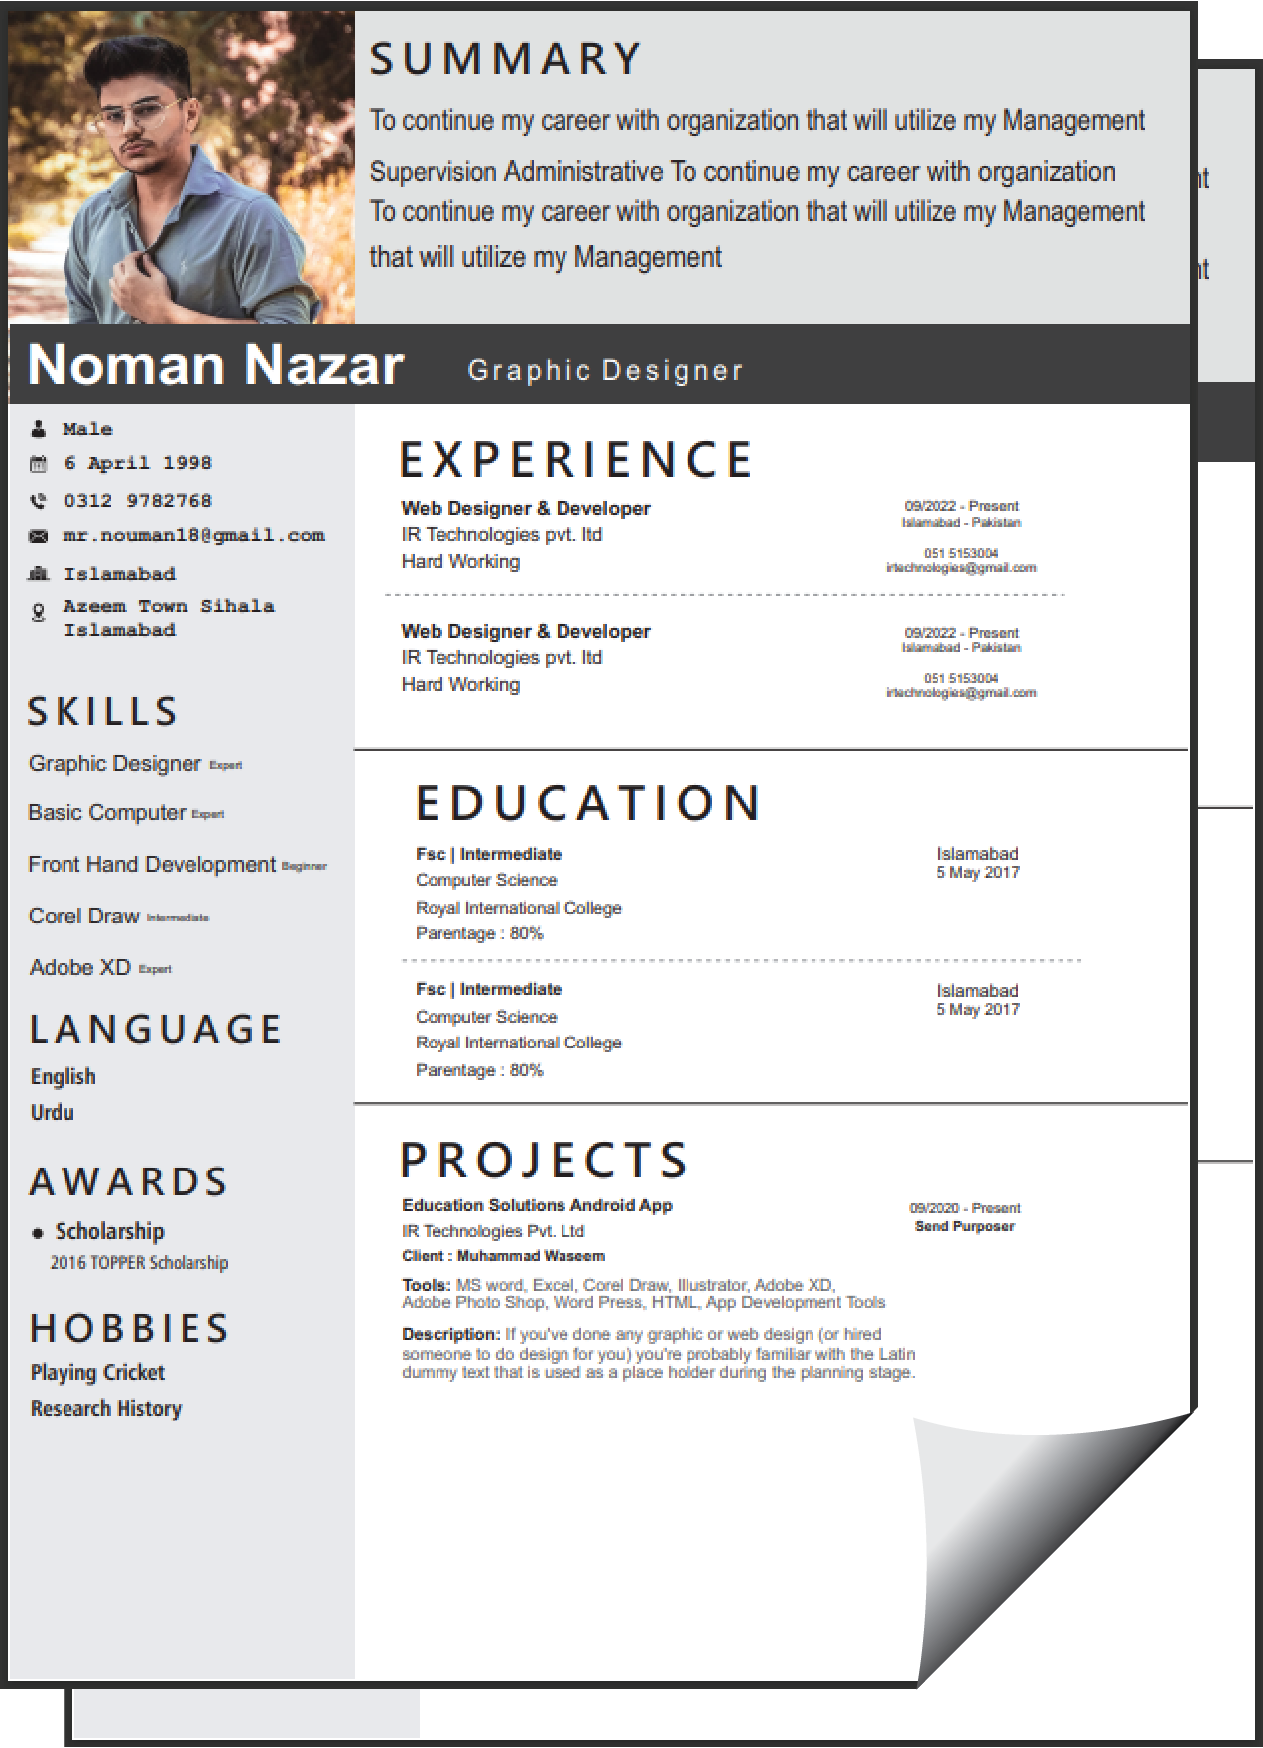 SUMMARY
To continue my career with organization that will utilize my Management
Supervision Administrative To continue my career with organization
To continue my career with organization that will utilize my Management
that will utilize my Management
nt
nt
Noman Nazar
Graphic Designer
Male
6 April 1998
0312 9782768
mr.nouman18@gmail.com
Islamabad
Azeem Town Sihala
Islamabad
SKILLS
Graphic Designer Expert
Basic Computer Expert
Front Hand Development Beginner
Corel Draw Intermediate
Adobe XD Expert
LANGUAGE
English
Urdu
AWARDS
● Scholarship
2016 TOPPER Scholarship
HOBBIES
Playing Cricket
Research History
EXPERIENCE
Web Designer & Developer
IR Technologies pvt. ltd
Hard Working
09/2022 - Present
Islamabad - Pakistan
051 5153004
irtechnologies@gmail.com
Web Designer & Developer
IR Technologies pvt. ltd
Hard Working
09/2022 - Present
Islamabad - Pakistan
051 5153004
irtechnologies@gmail.com
EDUCATION
Fsc | Intermediate
Computer Science
Royal International College
Parentage : 80%
Islamabad
5 May 2017
Fsc | Intermediate
Computer Science
Royal International College
Parentage : 80%
Islamabad
5 May 2017
PROJECTS
Education Solutions Android App
IR Technologies Pvt. Ltd
Client : Muhammad Waseem
09/2020 - Present
Send Purposer
Tools: MS word, Excel, Corel Draw, Illustrator, Adobe XD,
Adobe Photo Shop, Word Press, HTML, App Development Tools
Description: If you've done any graphic or web design (or hired
someone to do design for you) you're probably familiar with the Latin
dummy text that is used as a place holder during the planning stage.